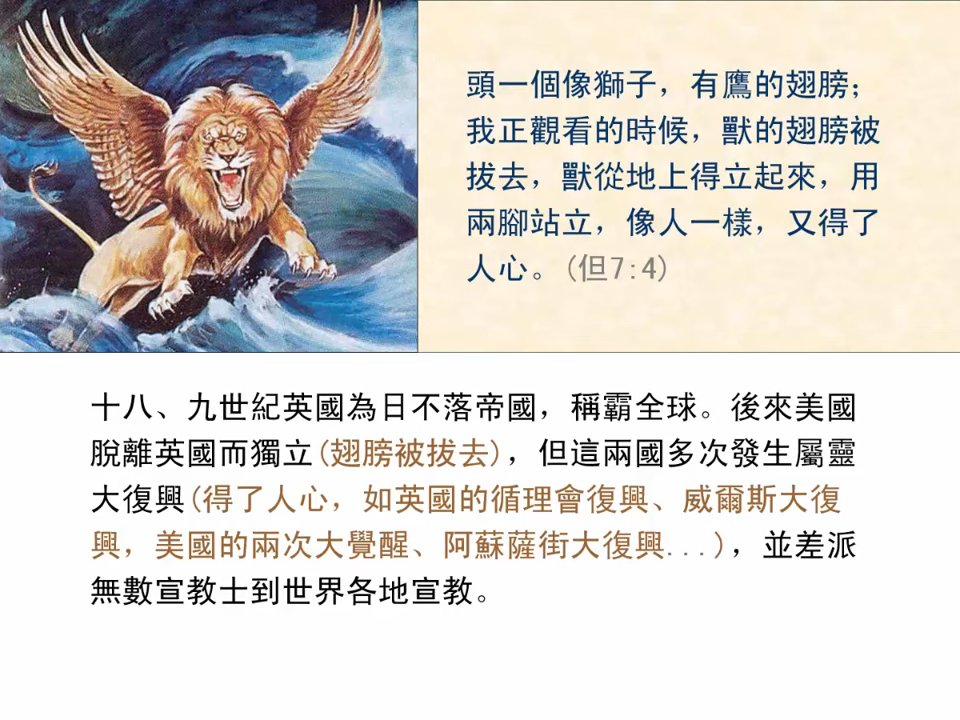 頭一個像獅子，有鷹的翅膀；
我正觀看的時候，獸的翅膀被
拔去，獸從地上得立起來，用
兩腳站立，像人一樣，又得了
人心。(但7:4)
十八、九世紀英國為日不落帝國，稱霸全球。後來美國
脫離英國而獨立(翅膀被拔去)，但這兩國多次發生屬靈
大復興(得了人心，如英國的循理會復興、威爾斯大復
興，美國的兩次大覺醒、阿蘇薩街大復興...)，並差派
無數宣教士到世界各地宣教。